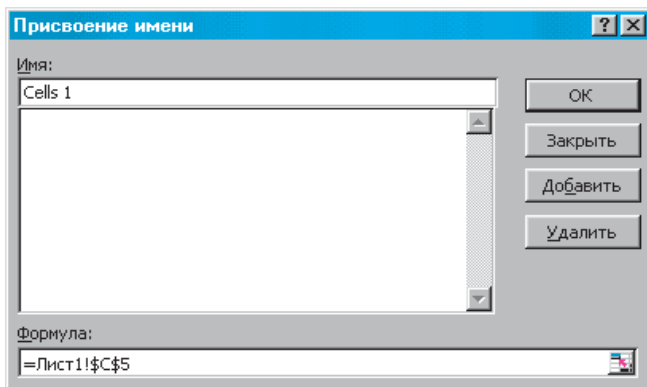 Присвоение имени
Имя:
Cells 1
OK
Закрыть
Добавить
Удалить
Формула:
=Лист1!$C$5